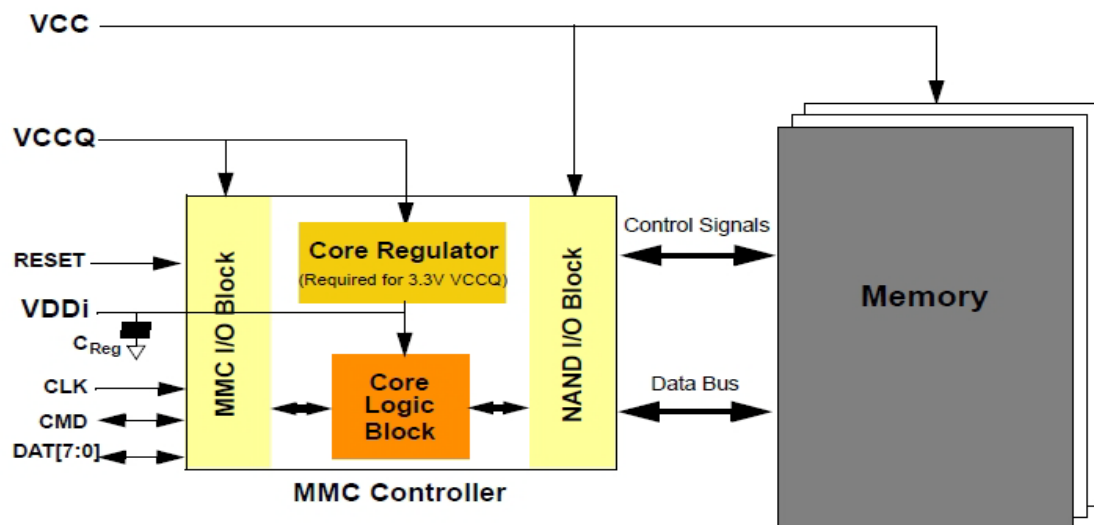 VCC
VCCQ
RESET
VDDi
CReg
CLK
CMD
DAT[7:0]
MMC I/O Block
Core Regulator
(Required for 3.3V VCCQ)
Core
Logic
Block
NAND I/O Block
MMC Controller
Control Signals
Data Bus
Memory